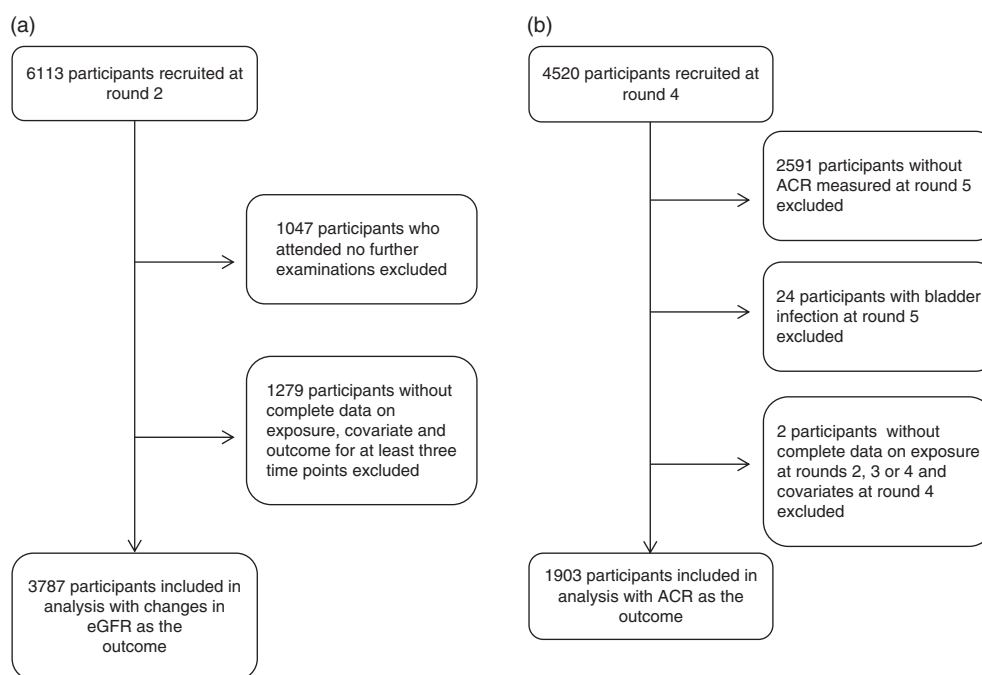 (a)
6113 participants recruited at
round 2
1047 participants who
attended no further
examinations excluded
1279 participants without
complete data on
exposure, covariate and
outcome for at least three
time points excluded
3787 participants included in
analysis with changes in
eGFR as the
outcome
(b)
4520 participants recruited at
round 4
2591 participants without
ACR measured at round 5
excluded
24 participants with bladder
infection at round 5
excluded
2 participants without
complete data on exposure
at rounds 2, 3 or 4 and
covariates at round 4
excluded
1903 participants included in
analysis with ACR as the
outcome